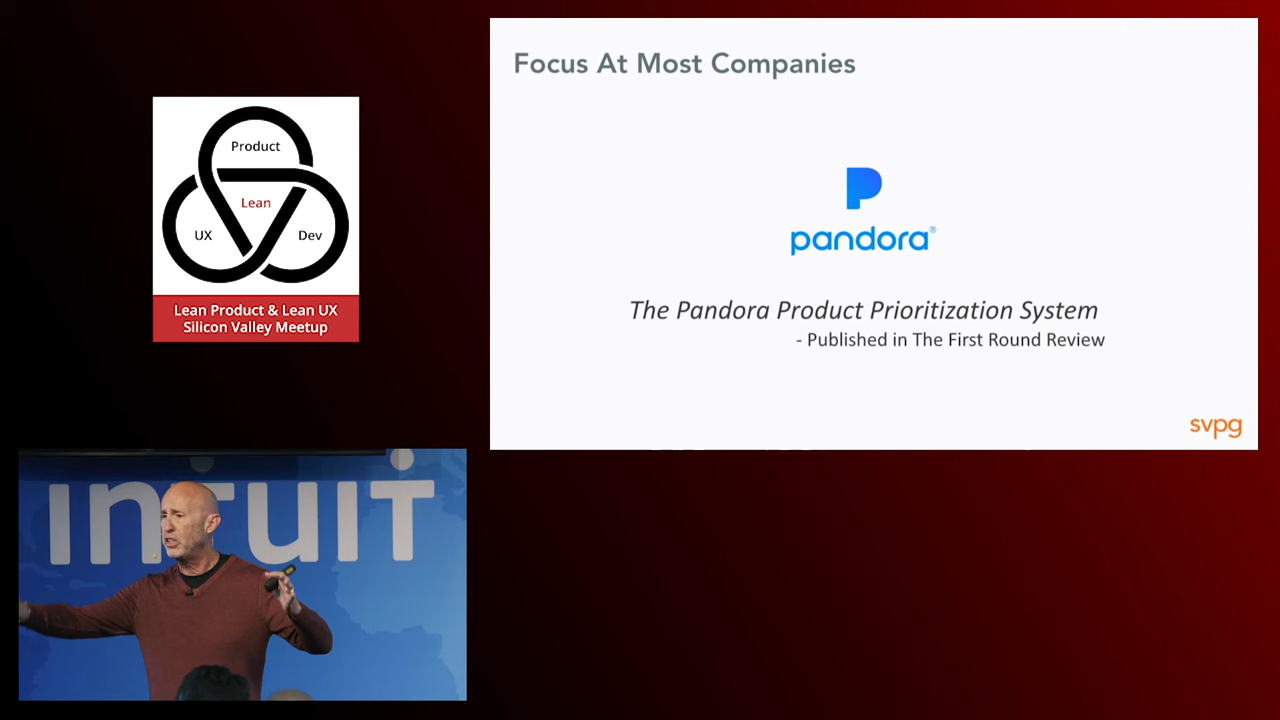 Product
Lean
UX
Dev
Lean Product & Lean UX
Silicon Valley Meetup
Focus At Most Companies
pandora®
The Pandora Product Prioritization System
- Published in The First Round Review
svpg
intuit